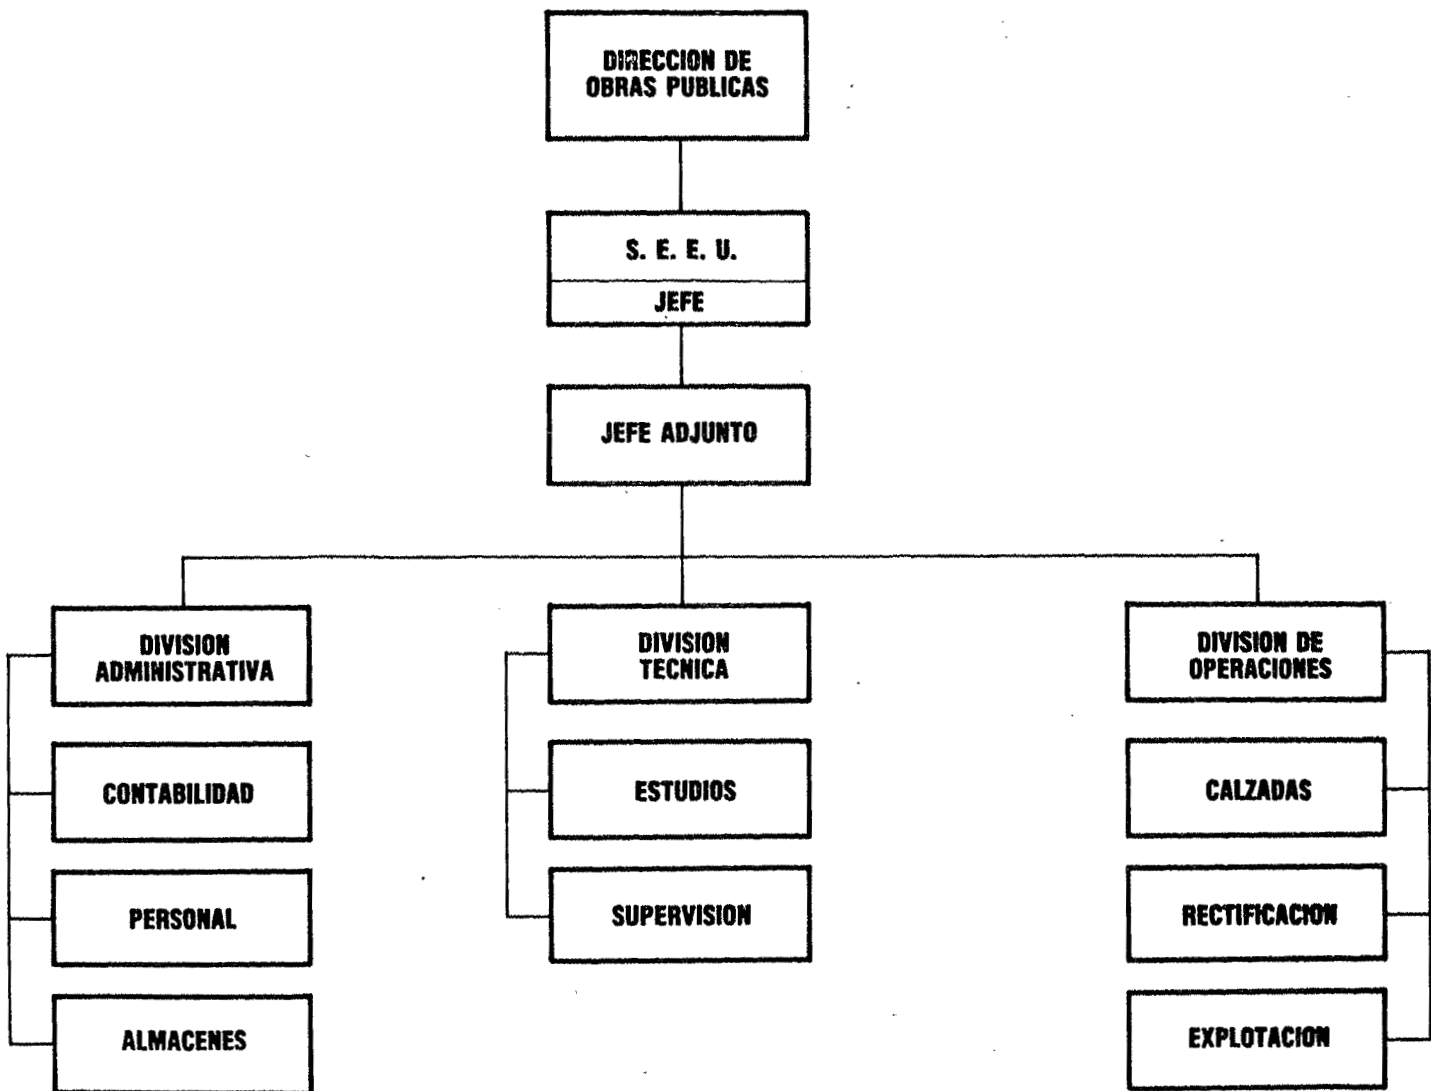 DIRECCION DE
OBRAS PUBLICAS
S. E. E. U.
JEFE
JEFE ADJUNTO
DIVISION
ADMINISTRATIVA
CONTABILIDAD
PERSONAL
ALMACENES
DIVISION
TECNICA
ESTUDIOS
SUPERVISION
DIVISION DE
OPERACIONES
CALZADAS
RECTIFICACION
EXPLOTACION